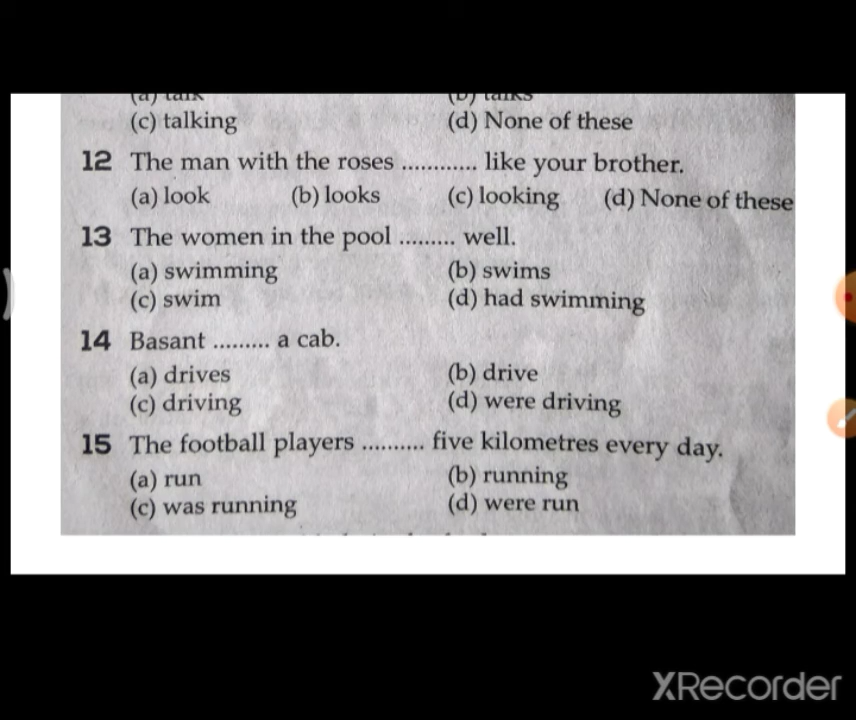 (c) talking (d) None of these
12 The man with the roses ............ like your brother.
(a) look (b) looks (c) looking (d) None of these
13 The women in the pool ......... well.
(a) swimming (b) swims
(c) swim (d) had swimming
14 Basant ......... a cab.
(a) drives (b) drive
(c) driving (d) were driving
15 The football players .......... five kilometres every day.
(a) run (b) running
(c) was running (d) were run
XRecorder